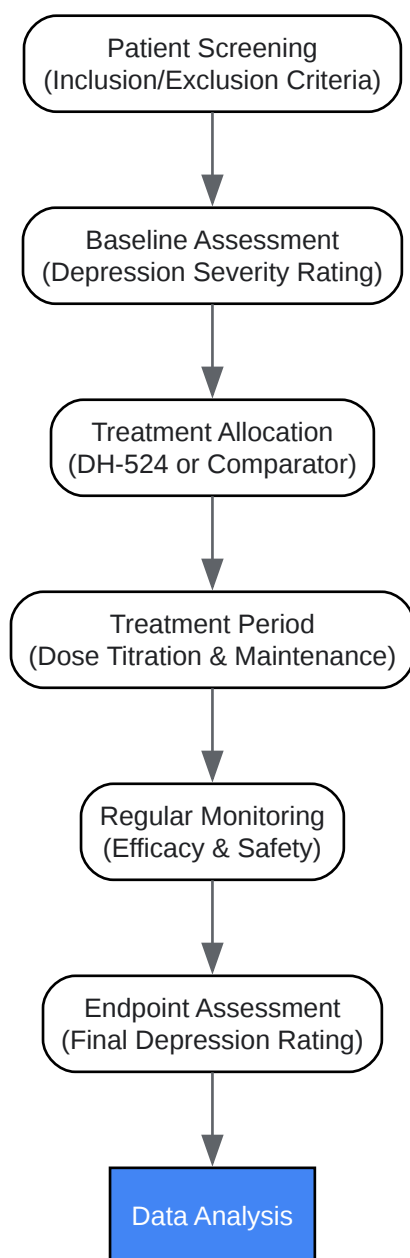 Patient Screening
(Inclusion/Exclusion Criteria)
Baseline Assessment
(Depression Severity Rating)
Treatment Allocation
(DH-524 or Comparator)
Treatment Period
(Dose Titration & Maintenance)
Regular Monitoring
(Efficacy & Safety)
Endpoint Assessment
(Final Depression Rating)
Data Analysis